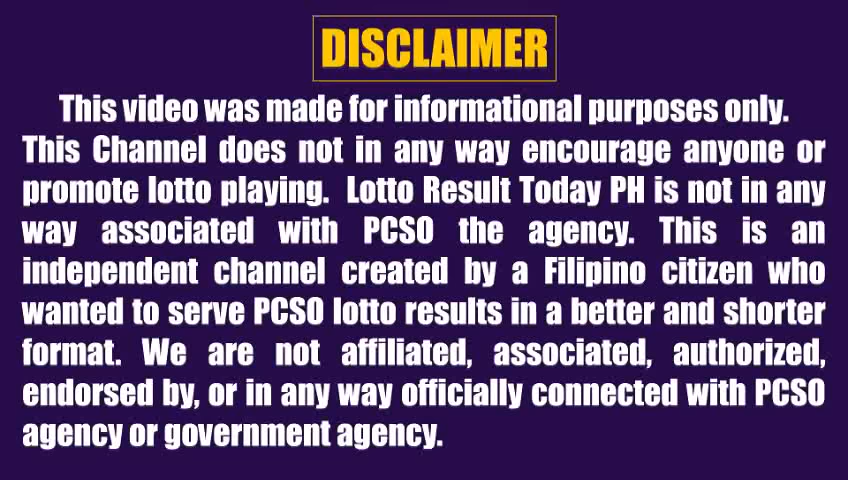 DISCLAIMER
This video was made for informational purposes only.
This Channel does not in any way encourage anyone or
promote lotto playing. Lotto Result Today PH is not in any
way associated with PCSO the agency. This is an
independent channel created by a Filipino citizen who
wanted to serve PCSO lotto results in a better and shorter
format. We are not affiliated, associated, authorized,
endorsed by, or in any way officially connected with PCSO
agency or government agency.